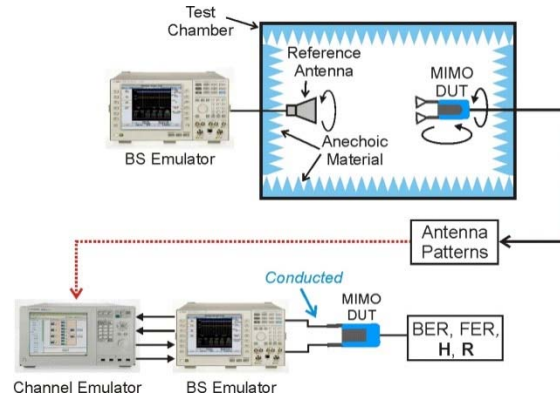 Test
Chamber
Reference
Antenna
MIMO
DUT
Anechoic
Material
BS Emulator
Antenna
Patterns
Conducted
MIMO
DUT
BER, FER,
H, R
Channel Emulator
BS Emulator